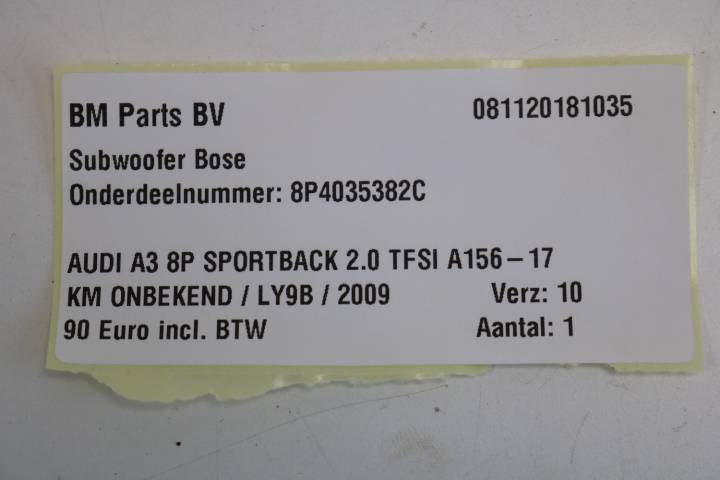 BM Parts BV 081120181035
Subwoofer Bose
Onderdeelnummer: 8P4035382C
AUDI A3 8P SPORTBACK 2.0 TFSI A156-17
KM ONBEKEND / LY9B / 2009 Verz: 10
90 Euro incl. BTW Aantal: 1